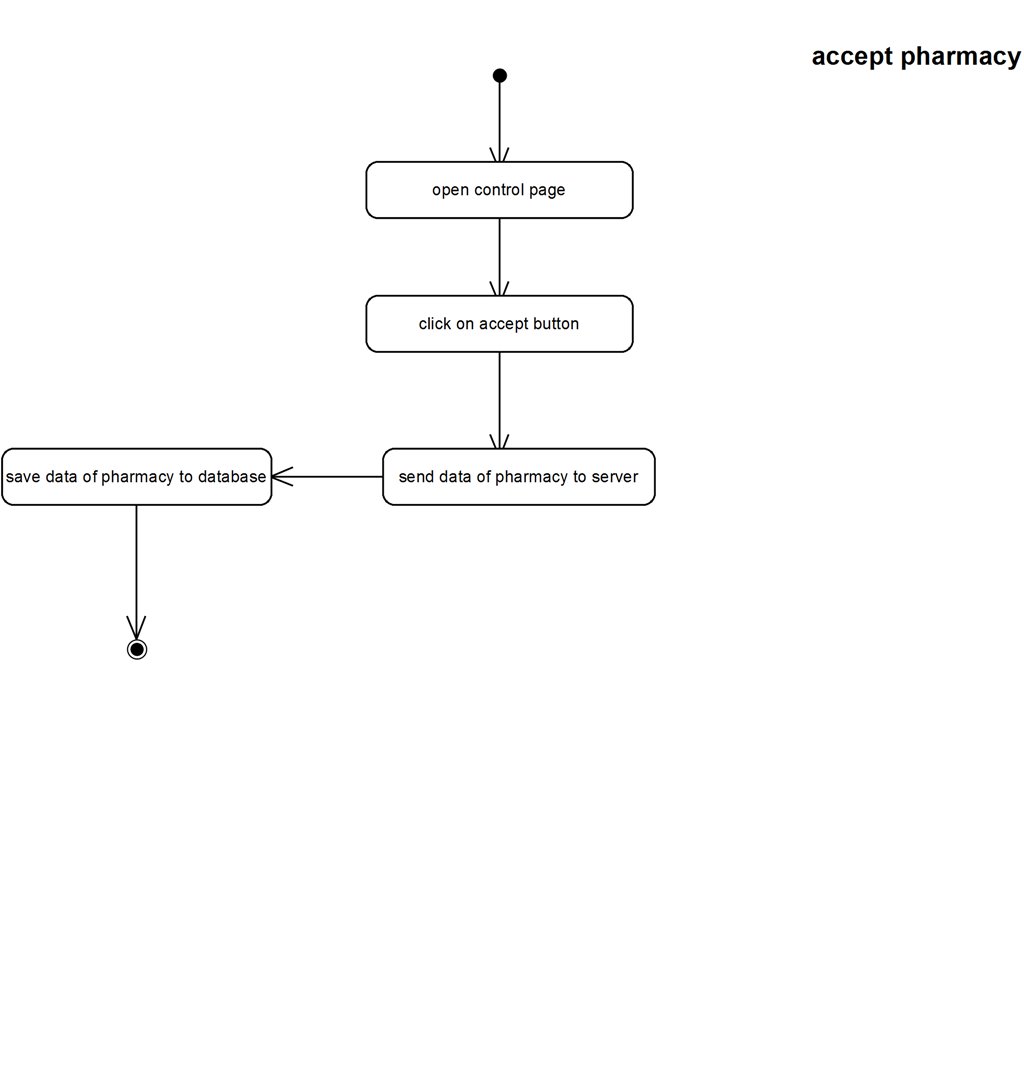 accept pharmacy
open control page
click on accept button
save data of pharmacy to database
send data of pharmacy to server